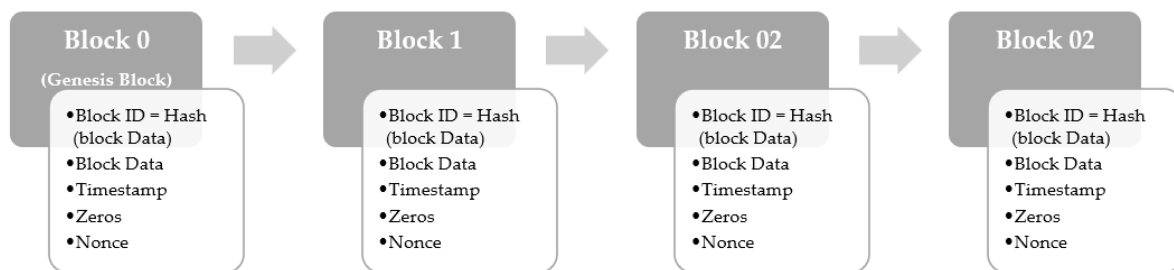 Block 0
(Genesis Block)
•Block ID = Hash
(block Data)
•Block Data
•Timestamp
•Zeros
•Nonce
Block 1
•Block ID = Hash
(block Data)
•Block Data
•Timestamp
•Zeros
•Nonce
Block 02
•Block ID = Hash
(block Data)
•Block Data
•Timestamp
•Zeros
•Nonce
Block 02
•Block ID = Hash
(block Data)
•Block Data
•Timestamp
•Zeros
•Nonce